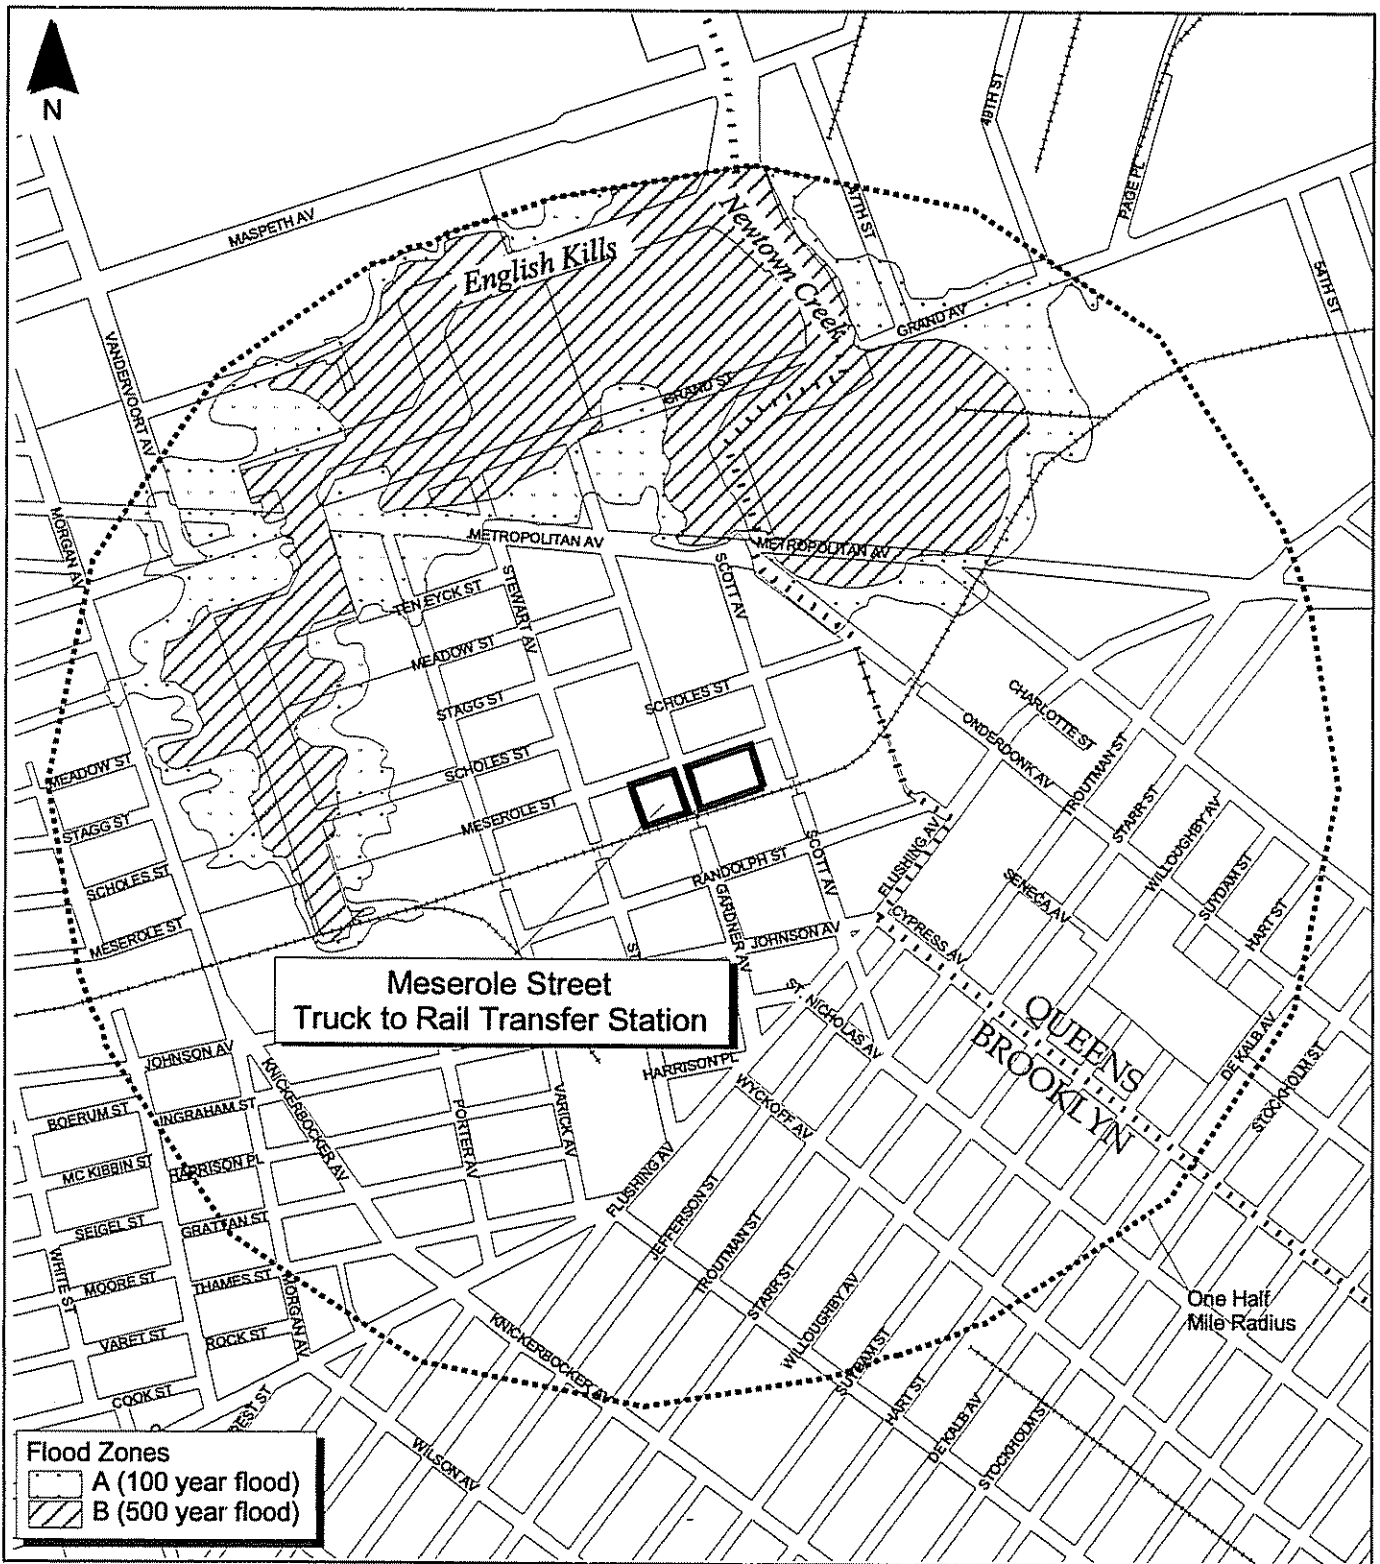 N
49TH ST
47TH ST
PAGE PL
MASPETH AV
English Kills
Newtown Creek
54TH ST
GRAND AV
VANDERVOORT AV
GRAND ST
MORGAN AV
METROPOLITAN AV
METROPOLITAN AV
TEN EYCK ST
STEWART AV
SCOTT AV
MEADOW ST
STAGG ST
SCHOLES ST
CHARLOTTE ST
ONDERDONK AV
TROUTMAN ST
MEADOW ST
SCHOLES ST
STARR ST
WILLOUGHBY AV
STAGG ST
MESEROLE ST
SCOTT AV
FLUSHING AV
SUYDAM ST
SCHOLES ST
RANDOLPH ST
SENECA AV
HART ST
MESEROLE ST
GARDNER AV
JOHNSON AV
CYPRESS AV
ST
Meserole Street
Truck to Rail Transfer Station
ST. NICHOLAS AV
QUEENS
BROOKLYN
DE KALB AV
STOCKHOLM ST
JOHNSON AV
KNICKERBOCKER AV
HARRISON PL
WYCKOFF AV
BOERUM ST
INGRAHAM ST
PORTER AV
VARICK AV
MC KIBBIN ST
HARRISON PL
FLUSHING AV
SEIGEL ST
GRATTAN ST
JEFFERSON ST
TROUTMAN ST
WHITE ST
MOORE ST
THAMES ST
MORGAN AV
STARR ST
WILLOUGHBY AV
One Half
Mile Radius
VARET ST
ROCK ST
KNICKERBOCKER AV
SUYDAM ST
COOK ST
REST ST
HART ST
DE KALB AV
STOCKHOLM ST
WILSON AV
Flood Zones
A (100 year flood)
B (500 year flood)